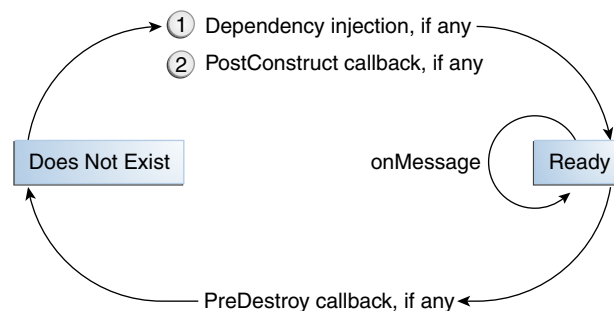 1 Dependency injection, if any
2 PostConstruct callback, if any
Does Not Exist
onMessage
Ready
PreDestroy callback, if any